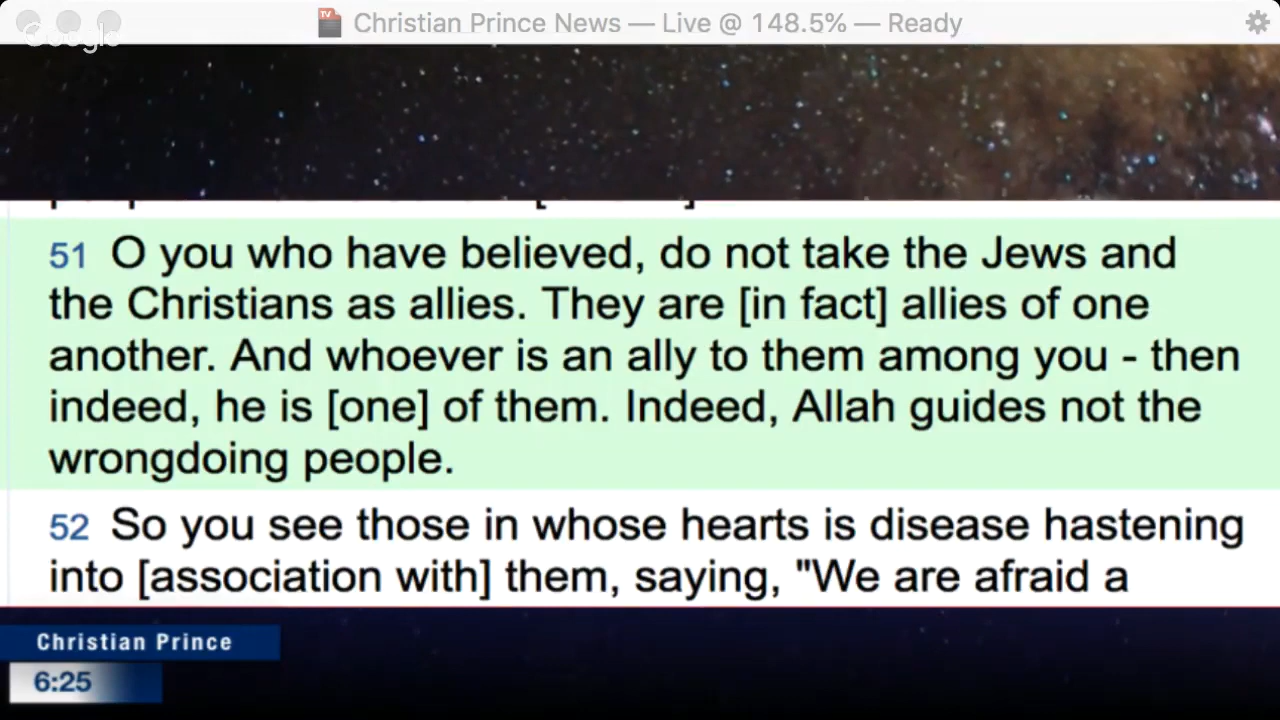 Christian Prince News — Live @ 148.5% — Ready
Google
51 O you who have believed, do not take the Jews and
the Christians as allies. They are [in fact] allies of one
another. And whoever is an ally to them among you - then
indeed, he is [one] of them. Indeed, Allah guides not the
wrongdoing people.
52 So you see those in whose hearts is disease hastening
into [association with] them, saying, "We are afraid a
Christian Prince
6:25